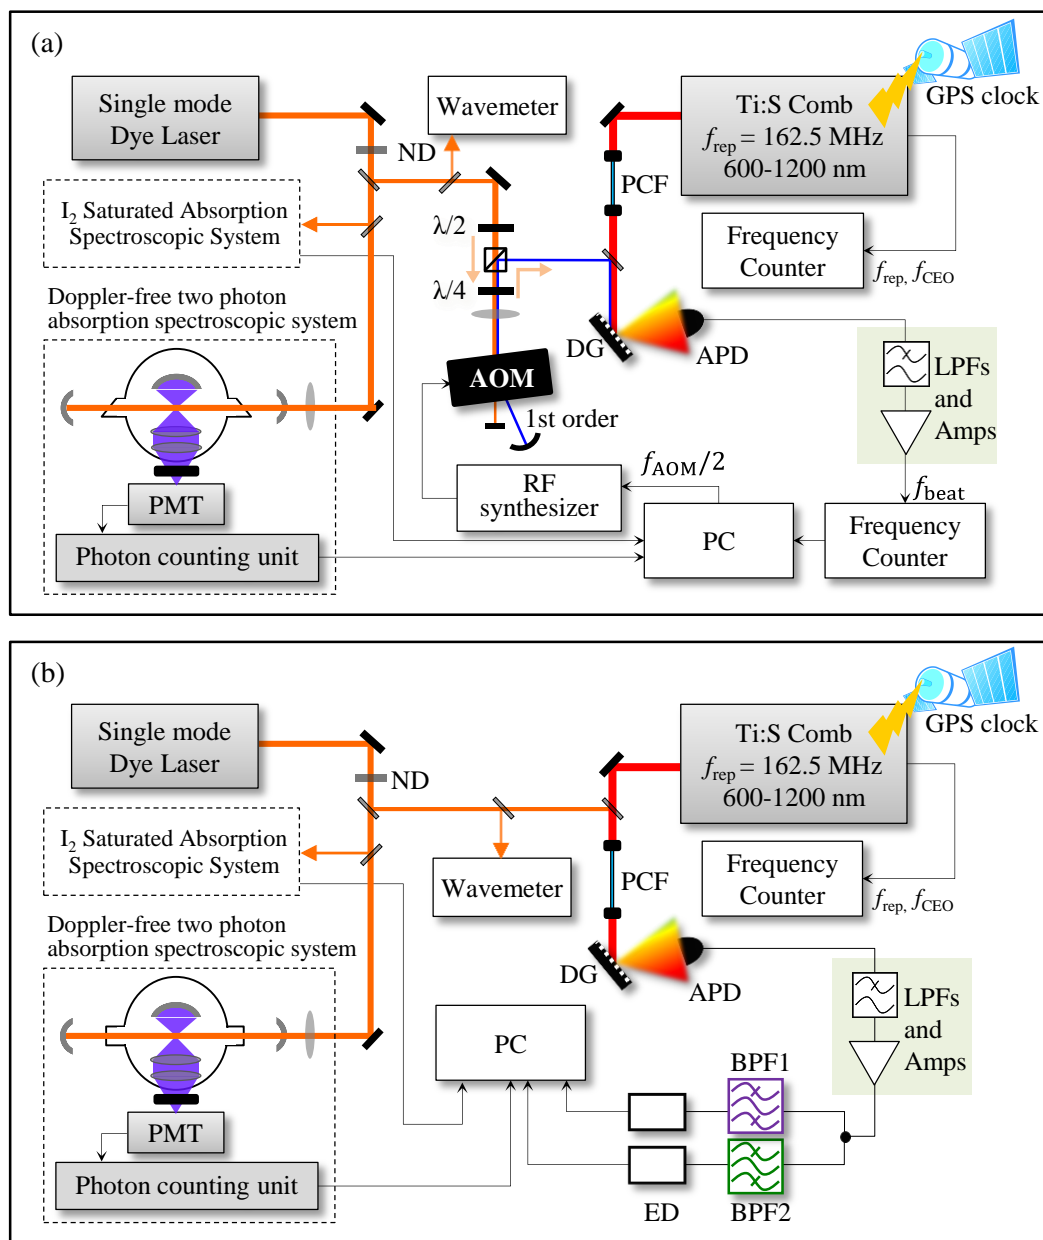 (a)
Single mode
Dye Laser
Wavemeter
Ti:S Comb
f_rep = 162.5 MHz
600-1200 nm
GPS clock
ND
PCF
I₂ Saturated Absorption
Spectroscopic System
λ/2
λ/4
Frequency
Counter
f_rep, f_CEO
Doppler-free two photon
absorption spectroscopic system
DG
APD
LPFs
and
Amps
AOM
1st order
PMT
Photon counting unit
RF
synthesizer
f_AOM/2
PC
f_beat
Frequency
Counter
(b)
Single mode
Dye Laser
Ti:S Comb
f_rep = 162.5 MHz
600-1200 nm
GPS clock
ND
I₂ Saturated Absorption
Spectroscopic System
Wavemeter
PCF
Frequency
Counter
f_rep, f_CEO
Doppler-free two photon
absorption spectroscopic system
DG
APD
LPFs
and
Amps
PC
BPF1
PMT
Photon counting unit
ED
BPF2